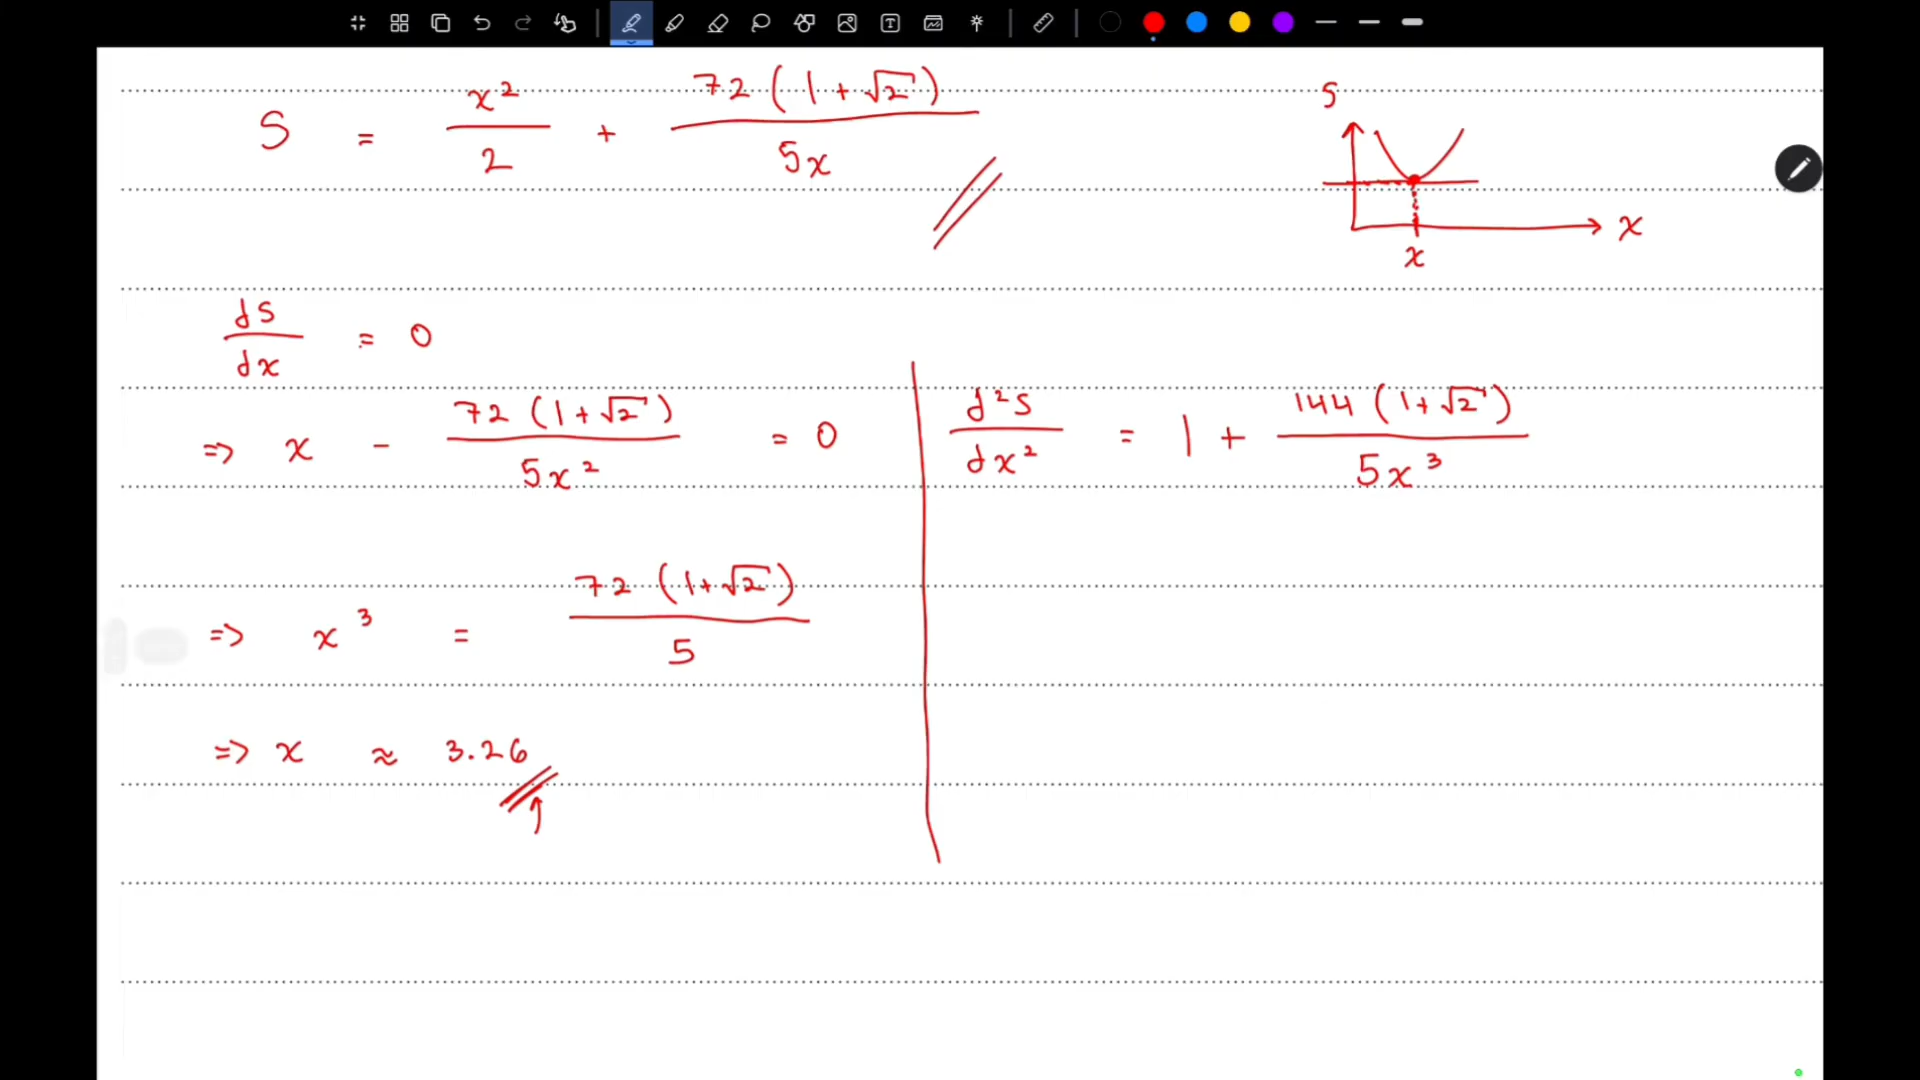 S = x²/2 + 72(1+√2)/5x
S
x
x
dS/dx = 0
=> x - 72(1+√2)/5x² = 0
d²S/dx² = 1 + 144(1+√2)/5x³
=> x³ = 72(1+√2)/5
=> x ≈ 3.26